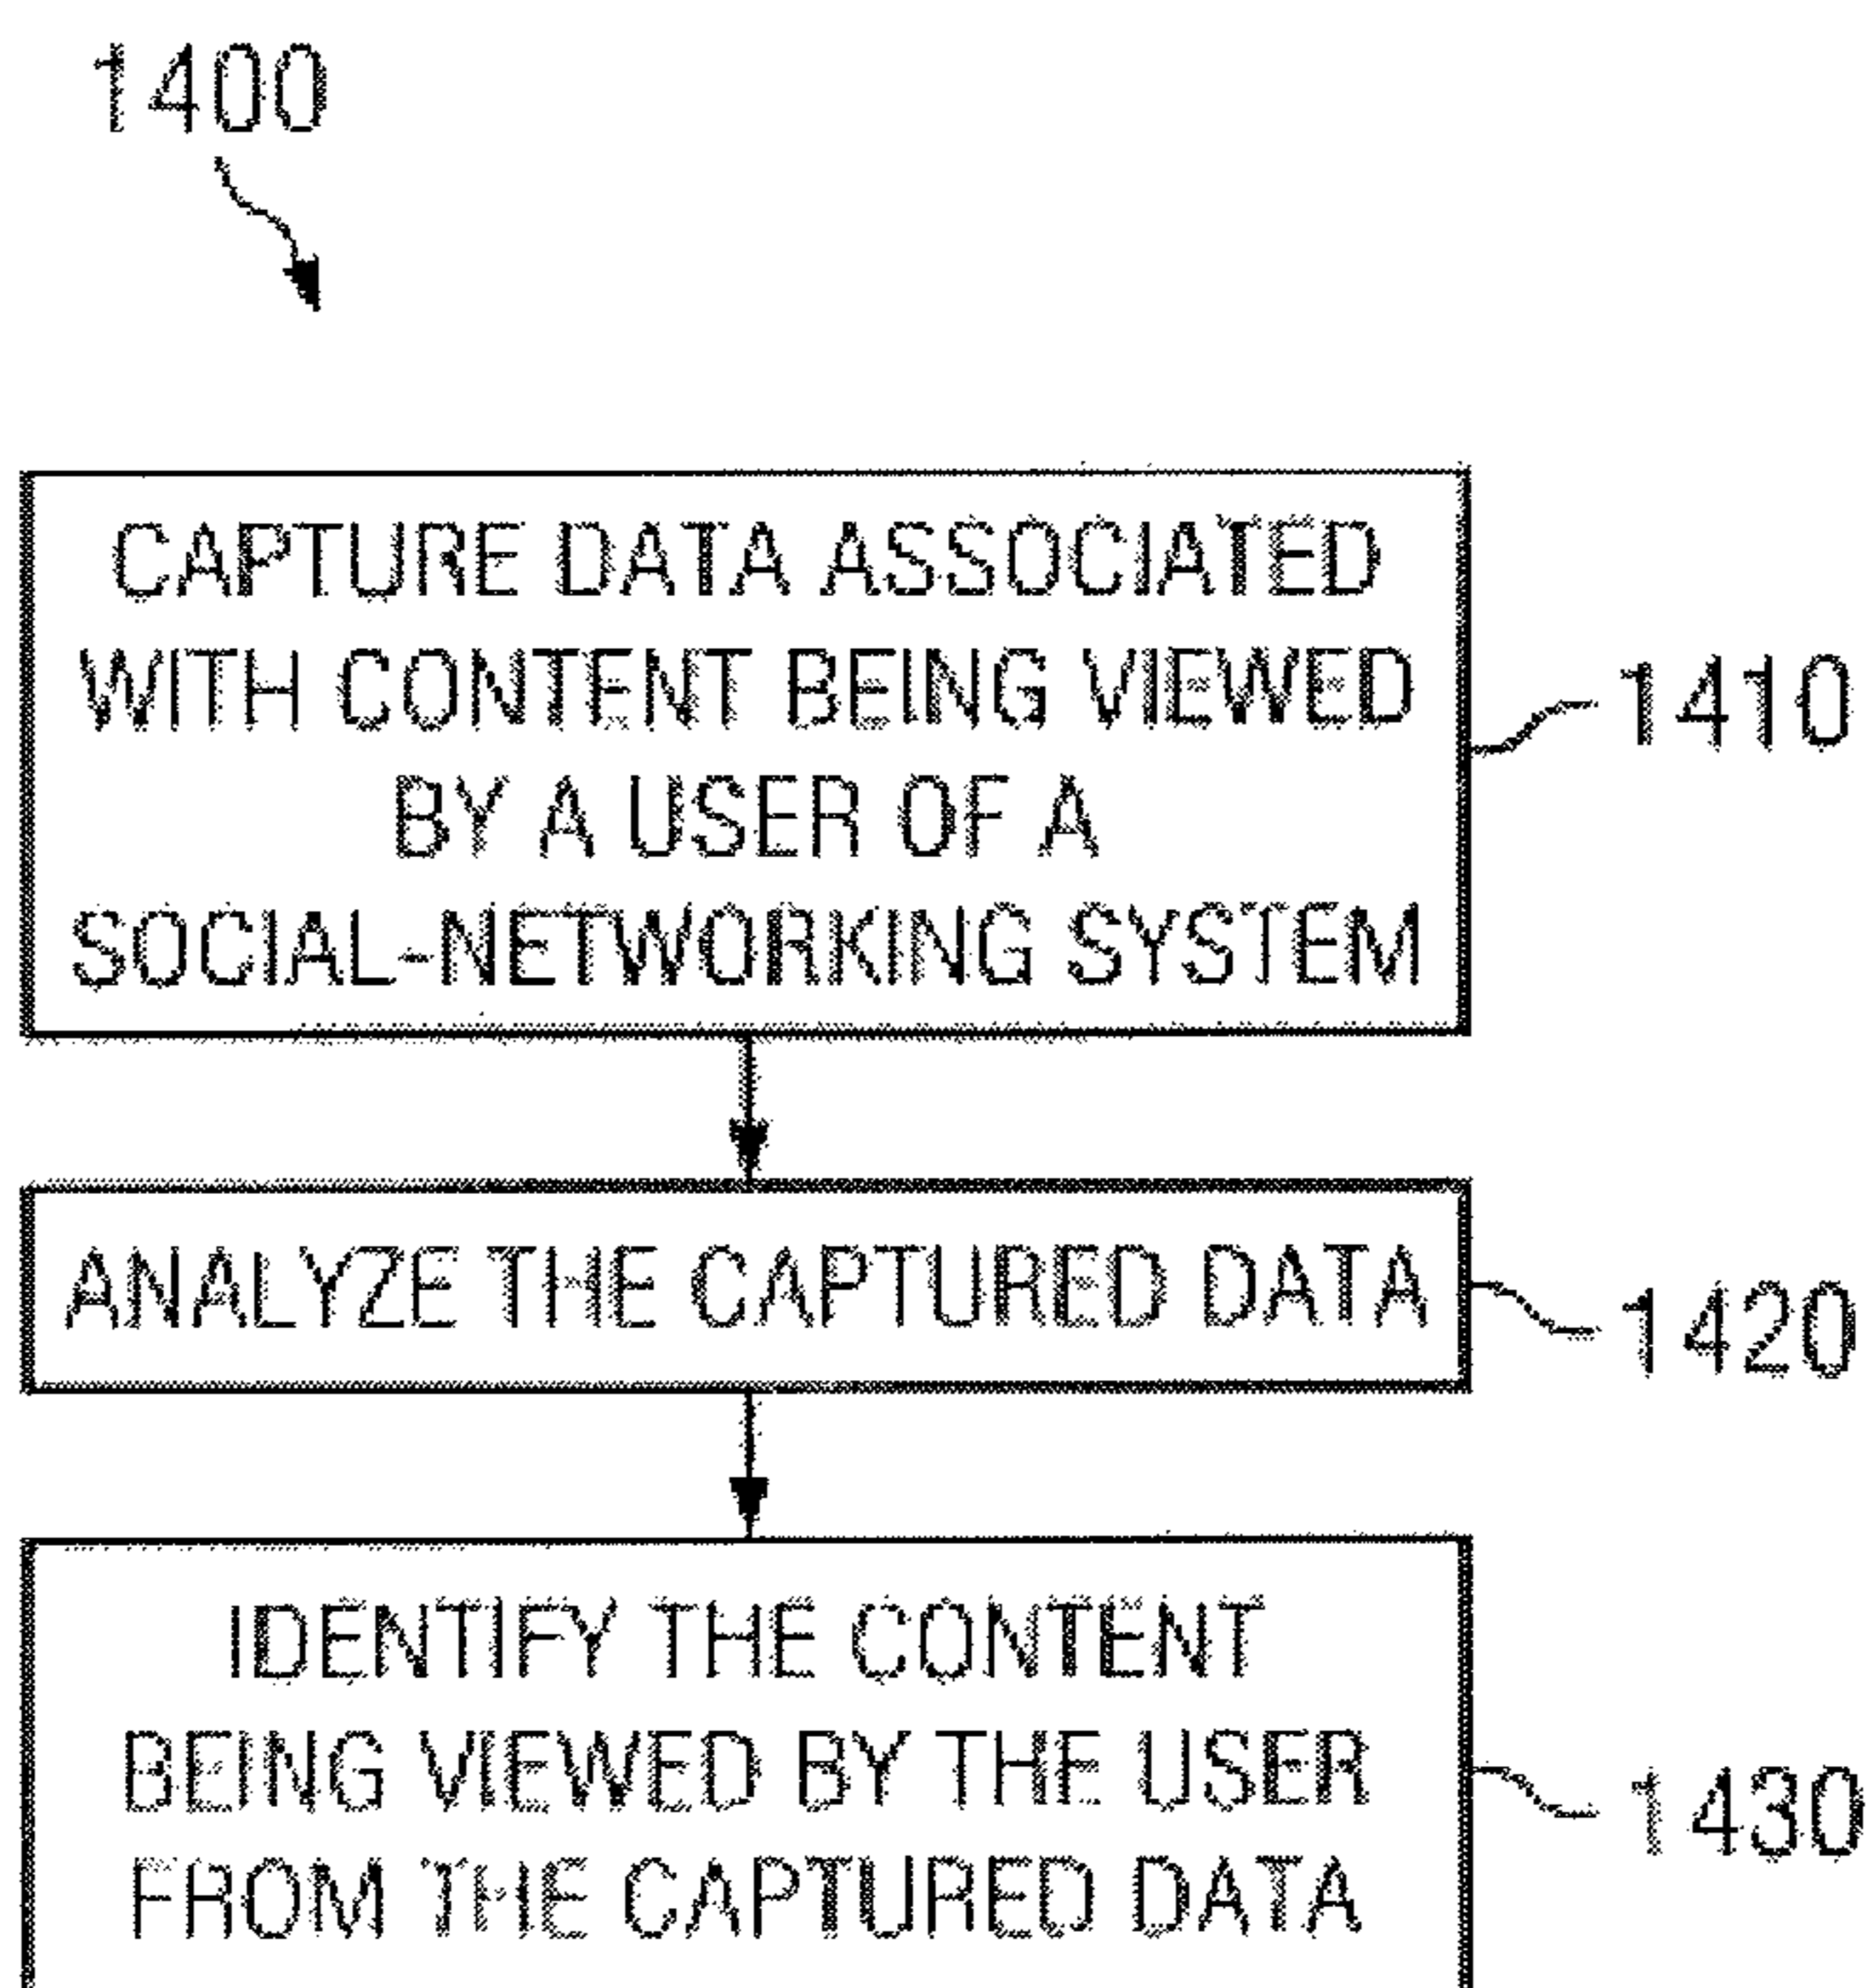 1400
CAPTURE DATA ASSOCIATED
WITH CONTENT BEING VIEWED
BY A USER OF A
SOCIAL-NETWORKING SYSTEM
1410
ANALYZE THE CAPTURED DATA
1420
IDENTIFY THE CONTENT
BEING VIEWED BY THE USER
FROM THE CAPTURED DATA
1430